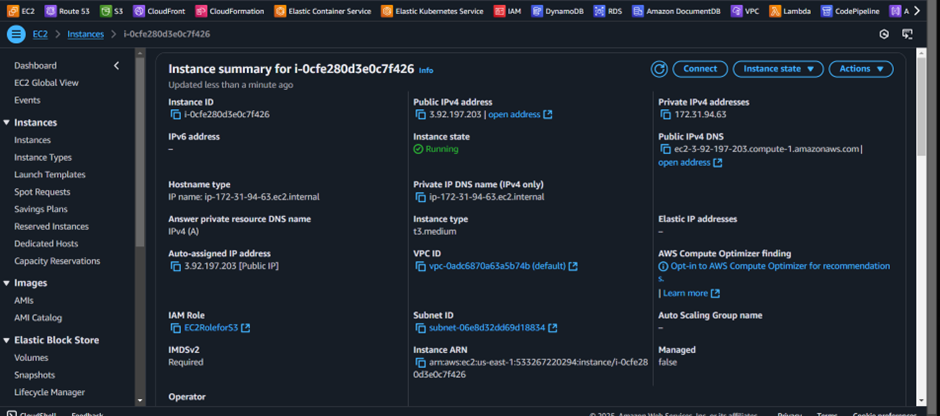 EC2 Route 53 S3 CloudFront CloudFormation Elastic Container Service Elastic Kubernetes Service IAM DynamoDB RDS Amazon DocumentDB VPC Lambda CodePipeline A
EC2 > Instances > i-0cfe280d3e0c7f426
Dashboard
EC2 Global View
Events
Instances
Instances
Instance Types
Launch Templates
Spot Requests
Savings Plans
Reserved Instances
Dedicated Hosts
Capacity Reservations
Images
AMIs
AMI Catalog
Elastic Block Store
Volumes
Snapshots
Lifecycle Manager
Instance summary for i-0cfe280d3e0c7f426 Info
Updated less than a minute ago
Connect
Instance state
Actions
Instance ID
i-0cfe280d3e0c7f426
Public IPv4 address
3.92.197.203 | open address
Private IPv4 addresses
172.31.94.63
IPv6 address
–
Instance state
Running
Public IPv4 DNS
ec2-3-92-197-203.compute-1.amazonaws.com |
open address
Hostname type
IP name: ip-172-31-94-63.ec2.internal
Private IP DNS name (IPv4 only)
ip-172-31-94-63.ec2.internal
Answer private resource DNS name
IPv4 (A)
Instance type
t3.medium
Elastic IP addresses
–
Auto-assigned IP address
3.92.197.203 [Public IP]
VPC ID
vpc-0adc6870a63a5b74b (default)
AWS Compute Optimizer finding
Opt-in to AWS Compute Optimizer for recommendation
s.
| Learn more
IAM Role
EC2RoleforS3
Subnet ID
subnet-06e8d32dd69d18834
Auto Scaling Group name
–
IMDSv2
Required
Instance ARN
arn:aws:ec2:us-east-1:533267220294:instance/i-0cfe28
0d3e0c7f426
Managed
false
Operator
CloudShell Feedback © 2025, Amazon Web Services, Inc. or its affiliates. Privacy Terms Cookie preferences